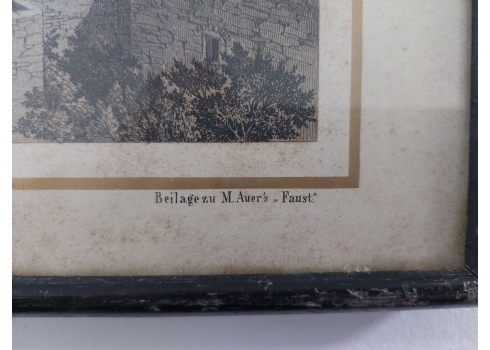 Beilage zu M. Auer's „Faust"